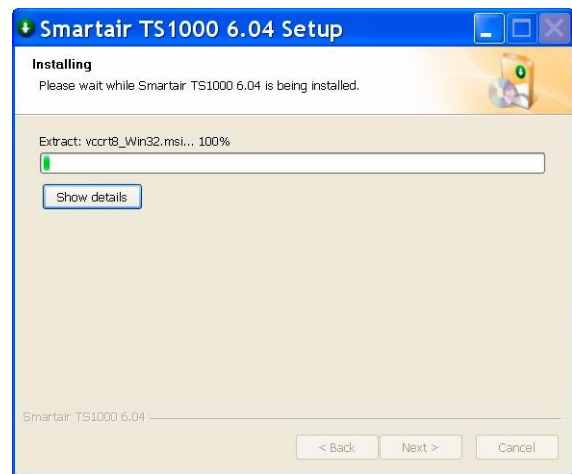 Smartair TS1000 6.04 Setup
Installing
Please wait while Smartair TS1000 6.04 is being installed.
Extract: vccrt8_Win32.msi... 100%
Show details
Smartair TS1000 6.04
< Back
Next >
Cancel